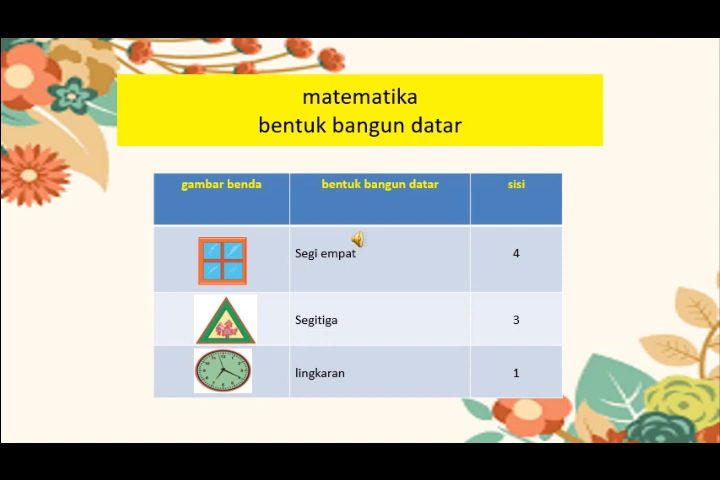 matematika
bentuk bangun datar
gambar benda bentuk bangun datar sisi
Segi empat 4
Segitiga 3
lingkaran 1